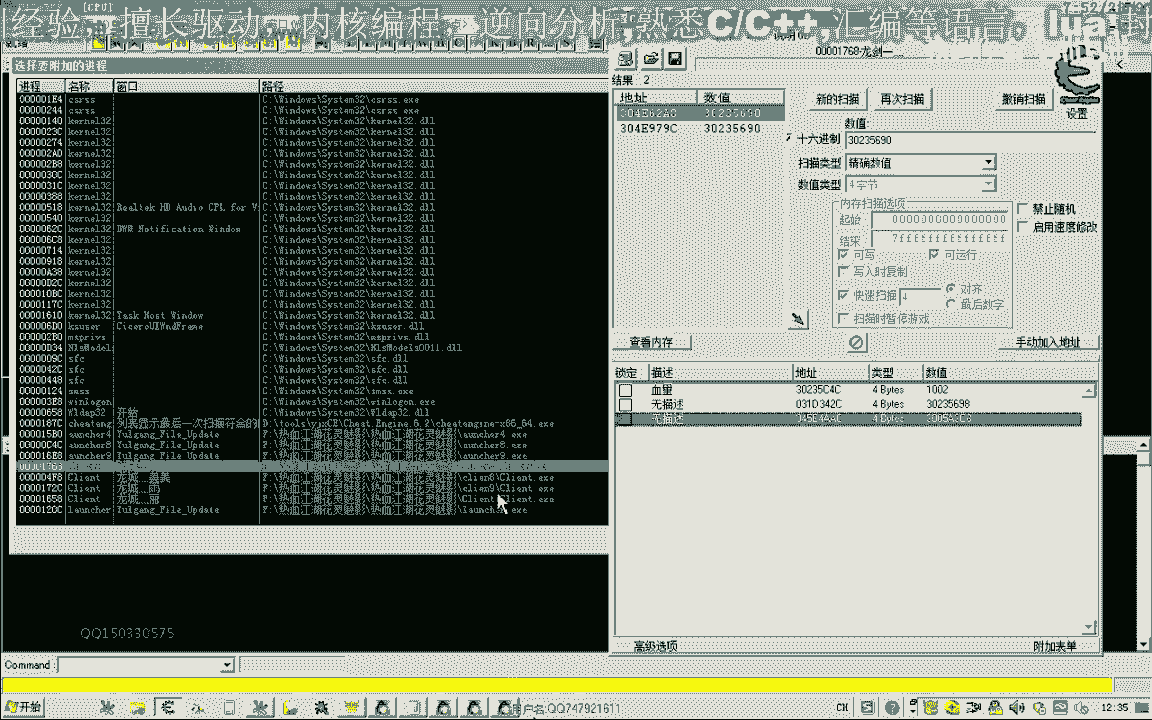 经验，擅长驱动，内核编程，逆向分析,熟悉C/C++,汇编等语言。lua
选择要附加的进程
进程 名称 窗口 路径
000001E4 csrss C:\Windows\System32\csrss.exe
00000244 csrss C:\Windows\System32\csrss.exe
00000140 kernel32 C:\Windows\System32\kernel32.dll
0000023C kernel32 C:\Windows\System32\kernel32.dll
00000274 kernel32 C:\Windows\System32\kernel32.dll
000002A0 kernel32 C:\Windows\System32\kernel32.dll
000002B8 kernel32 C:\Windows\System32\kernel32.dll
0000030C kernel32 C:\Windows\System32\kernel32.dll
0000031C kernel32 C:\Windows\System32\kernel32.dll
00000368 kernel32 C:\Windows\System32\kernel32.dll
00000518 kernel32 Realtek HD Audio CPL for V C:\Windows\System32\kernel32.dll
00000540 kernel32 C:\Windows\System32\kernel32.dll
0000062C kernel32 DWM Notification Window C:\Windows\System32\kernel32.dll
000006C8 kernel32 C:\Windows\System32\kernel32.dll
00000714 kernel32 C:\Windows\System32\kernel32.dll
00000918 kernel32 C:\Windows\System32\kernel32.dll
00000A38 kernel32 C:\Windows\System32\kernel32.dll
00000D2C kernel32 C:\Windows\System32\kernel32.dll
000010BC kernel32 C:\Windows\System32\kernel32.dll
0000117C kernel32 C:\Windows\System32\kernel32.dll
00001610 kernel32 Task Host Window C:\Windows\System32\kernel32.dll
000006D0 ksuser CiceroUIWndFrame C:\Windows\System32\ksuser.dll
000002B0 msprivs C:\Windows\System32\msprivs.dll
00000D34 NlsModels C:\Windows\System32\NlsModels0011.dll
0000009C sfc C:\Windows\System32\sfc.dll
0000042C sfc C:\Windows\System32\sfc.dll
00000448 sfc C:\Windows\System32\sfc.dll
00000124 smss C:\Windows\System32\smss.exe
000003E8 winlogon C:\Windows\System32\winlogon.exe
00000658 Wldap32 开始 C:\Windows\System32\Wldap32.dll
0000187C cheateng 列表显示最后一次扫描符合的 D:\tools\yjxCE\Cheat Engine 6.2\cheatengine-x86_64.exe
launcher4 Yulgang_File_Update F:\热血江湖花灵魅影\热血江湖花灵魅影\launcher4.exe
launcher8 Yulgang_File_Update F:\热血江湖花灵魅影\热血江湖花灵魅影\launcher8.exe
launcher9 Yulgang_File_Update F:\热血江湖花灵魅影\热血江湖花灵魅影\launcher9.exe
00001768
000004F8 Client F:\热血江湖花灵魅影\热血江湖花灵魅影\clien8\Client.exe
0000172C Client F:\热血江湖花灵魅影\热血江湖花灵魅影\clien9\Client.exe
00001658 Client F:\热血江湖花灵魅影\热血江湖花灵魅影\Client\Client.exe
0000120C launcher Yulgang_File_Update F:\热血江湖花灵魅影\热血江湖花灵魅影\launcher.exe
QQ150330575
Command :
00001768-龙剑一
结果: 2
地址 数值
304E62A8 30235690
304E979C 30235690
新的扫描 再次扫描 撤消扫描
设置
数值:
十六进制 30235690
扫描类型 精确数值
数值类型 4 字节
内存扫描选项
起始 0000000000000000
结束 7fffffffffffffff
可写 可运行
写入时复制
快速扫描 4 对齐
最后数字
扫描时暂停游戏
禁止随机
启用速度修改
查看内存 手动加入地址
锁定 描述 地址 类型 数值
血量 30235C4C 4 Bytes 1002
无描述 031D342C 4 Bytes 30235698
无描述 4 Bytes
高级选项 附加表单
开始
用户名:QQ747921611
CH
12:35